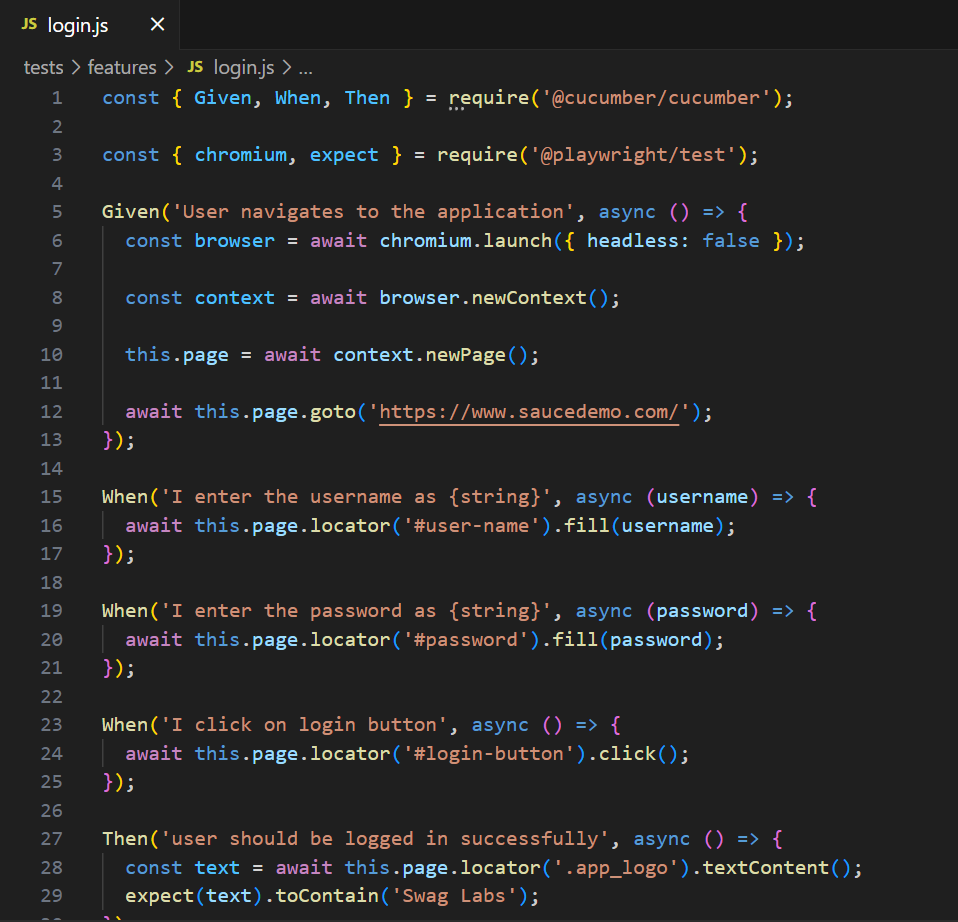 JS login.js ×
tests > features > JS login.js > ...
1 const { Given, When, Then } = require('@cucumber/cucumber');
2
3 const { chromium, expect } = require('@playwright/test');
4
5 Given('User navigates to the application', async () => {
6   const browser = await chromium.launch({ headless: false });
7
8   const context = await browser.newContext();
9
10   this.page = await context.newPage();
11
12   await this.page.goto('https://www.saucedemo.com/');
13 });
14
15 When('I enter the username as {string}', async (username) => {
16   await this.page.locator('#user-name').fill(username);
17 });
18
19 When('I enter the password as {string}', async (password) => {
20   await this.page.locator('#password').fill(password);
21 });
22
23 When('I click on login button', async () => {
24   await this.page.locator('#login-button').click();
25 });
26
27 Then('user should be logged in successfully', async () => {
28   const text = await this.page.locator('.app_logo').textContent();
29   expect(text).toContain('Swag Labs');